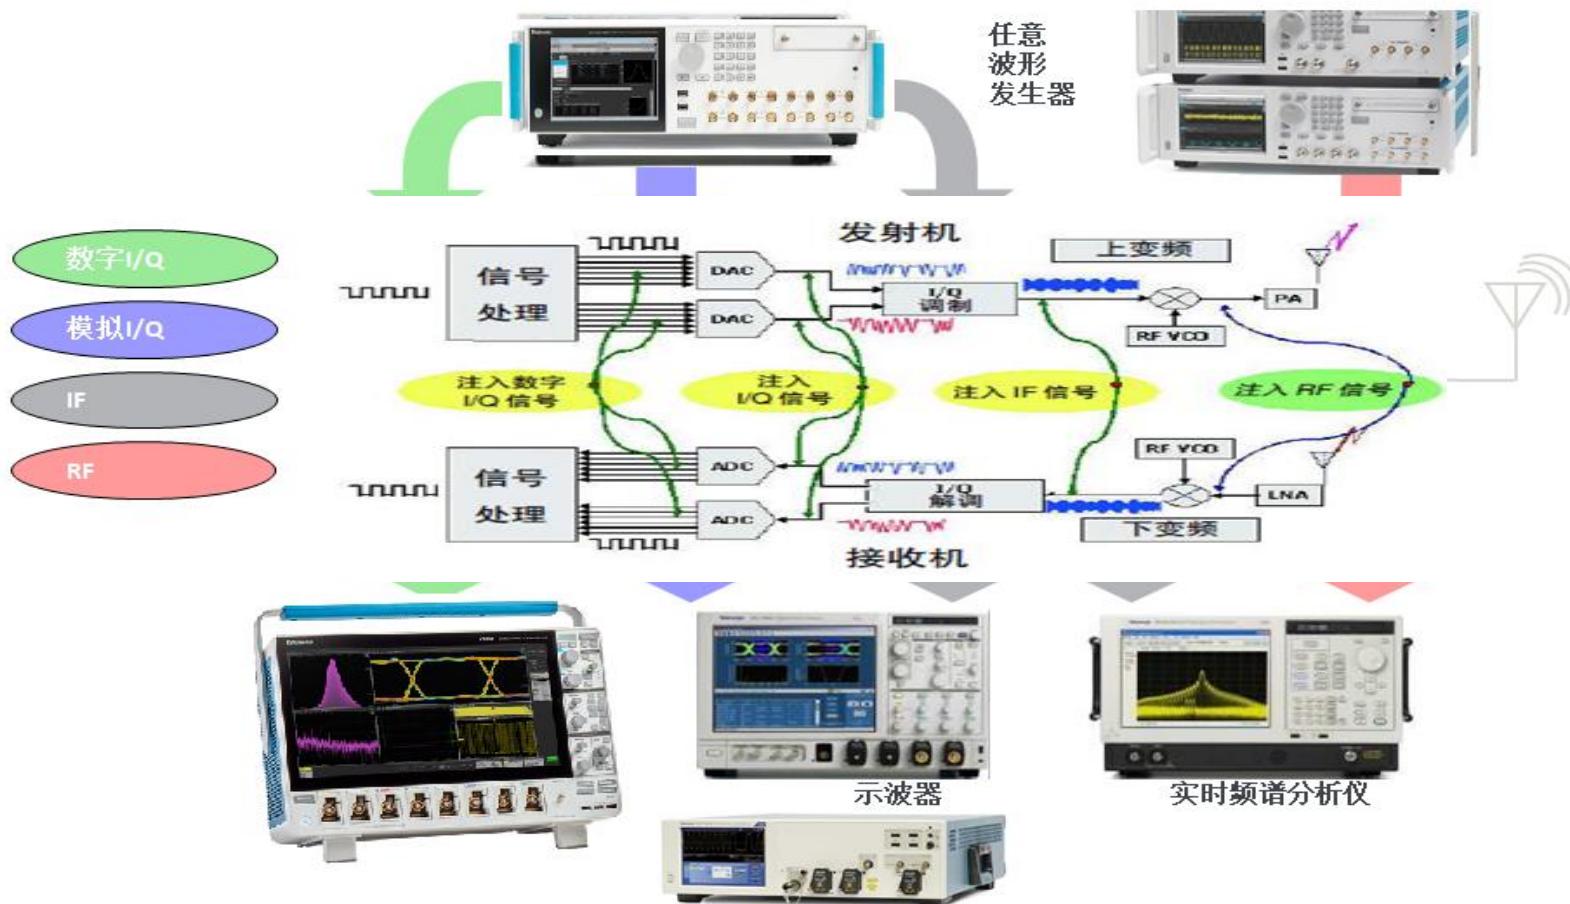 任意
波形
发生器
数字I/Q
模拟I/Q
IF
RF
发射机
上变频
信号
处理
DAC
DAC
I/Q
调制
PA
RF VCO
注入数字
I/Q 信号
注入
I/Q 信号
注入 IF 信号
注入 RF 信号
RF VCO
信号
处理
ADC
ADC
I/Q
解调
LNA
下变频
接收机
示波器
实时频谱分析仪
Tektronix